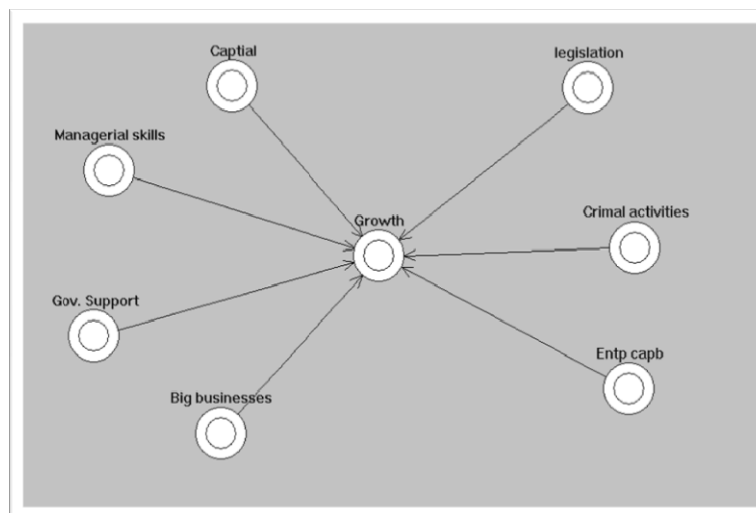 Captial
legislation
Managerial skills
Growth
Crimal activities
Gov. Support
Entp capb
Big businesses